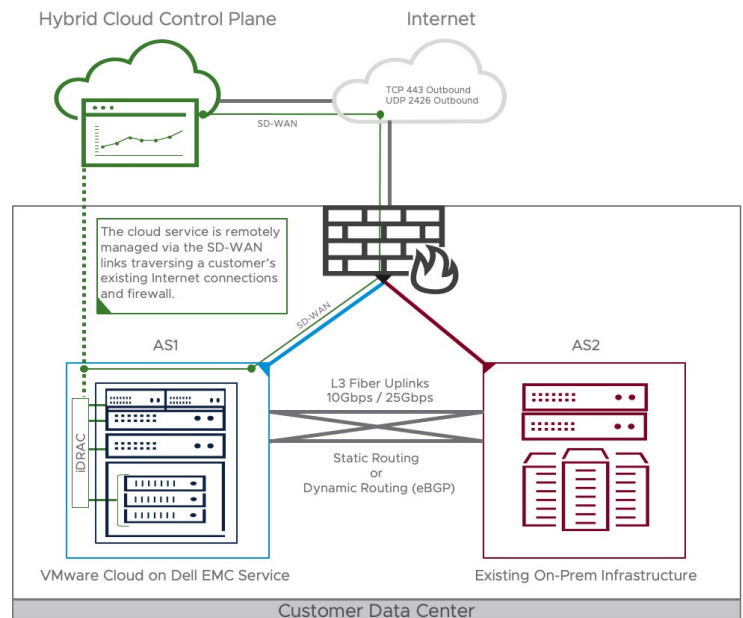 Hybrid Cloud Control Plane
Internet
TCP 443 Outbound
UDP 2426 Outbound
SD-WAN
The cloud service is remotely
managed via the SD-WAN
links traversing a customer's
existing Internet connections
and firewall.
SD-WAN
AS1
AS2
L3 Fiber Uplinks
10Gbps / 25Gbps
iDRAC
Static Routing
or
Dynamic Routing (eBGP)
VMware Cloud on Dell EMC Service
Existing On-Prem Infrastructure
Customer Data Center